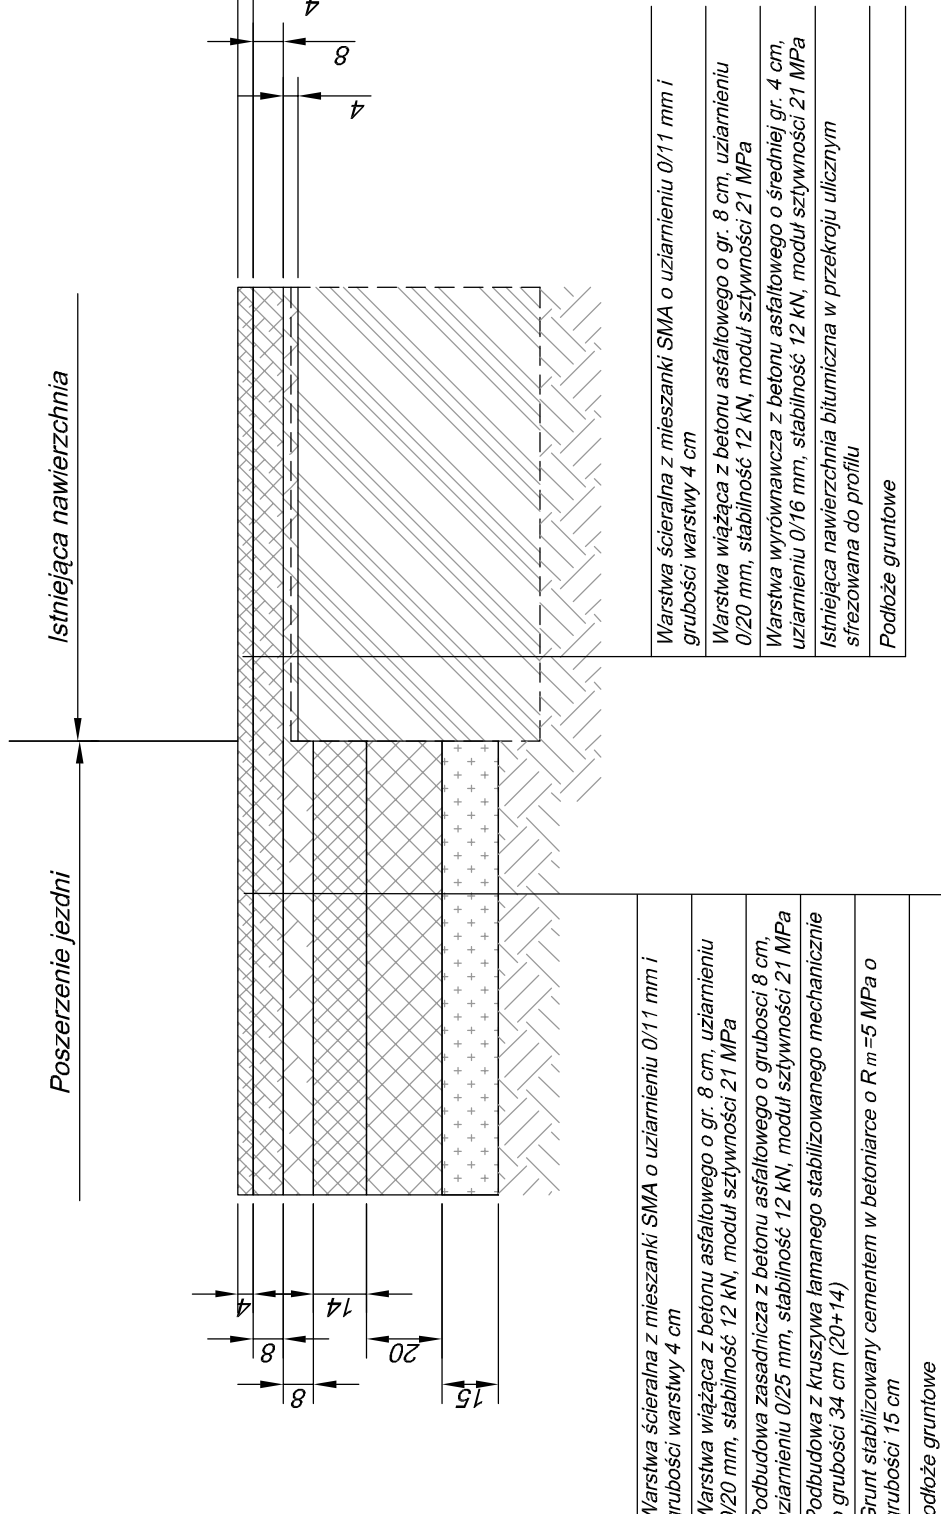 Istniejąca nawierzchnia
Poszerzenie jezdni
4
8
4
4
8
8
14
20
15
Warstwa ścieralna z mieszanki SMA o uziarnieniu 0/11 mm i
grubości warstwy 4 cm
Warstwa wiążąca z betonu asfaltowego o gr. 8 cm, uziarnieniu
0/20 mm, stabilność 12 kN, moduł sztywności 21 MPa
Warstwa wyrównawcza z betonu asfaltowego o średniej gr. 4 cm,
uziarnieniu 0/16 mm, stabilność 12 kN, moduł sztywności 21 MPa
Istniejąca nawierzchnia bitumiczna w przekroju ulicznym
sfrezowana do profilu
Podłoże gruntowe
Warstwa ścieralna z mieszanki SMA o uziarnieniu 0/11 mm i
grubości warstwy 4 cm
Warstwa wiążąca z betonu asfaltowego o gr. 8 cm, uziarnieniu
0/20 mm, stabilność 12 kN, moduł sztywności 21 MPa
Podbudowa zasadnicza z betonu asfaltowego o grubosci 8 cm,
uziarnieniu 0/25 mm, stabilność 12 kN, moduł sztywności 21 MPa
Podbudowa z kruszywa łamanego stabilizowanego mechanicznie
o grubości 34 cm (20+14)
Grunt stabilizowany cementem w betoniarce o Rm=5 MPa o
grubości 15 cm
Podłoże gruntowe